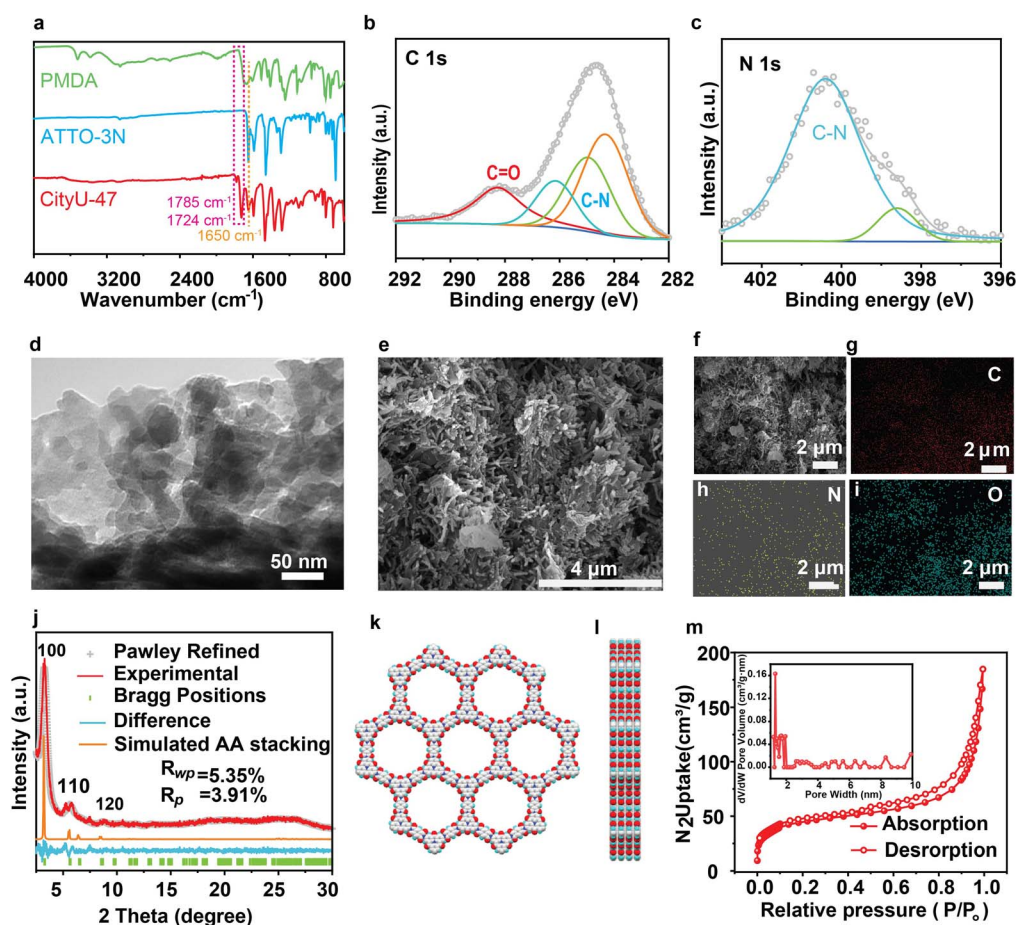 a
PMDA
ATTO-3N
CityU-47
1785 cm⁻¹
1724 cm⁻¹
1650 cm⁻¹
4000 3200 2400 1600 800
Wavenumber (cm⁻¹)
b
C 1s
C=O
C-N
Intensity (a.u.)
292 290 288 286 284 282
Binding energy (eV)
c
N 1s
C-N
Intensity (a.u.)
402 400 398 396
Binding energy (eV)
d
50 nm
e
4 µm
f
2 µm
g
C
2 µm
h
N
2 µm
i
O
2 µm
j
100
110
120
Pawley Refined
Experimental
Bragg Positions
Difference
Simulated AA stacking
Rwp=5.35%
Rp =3.91%
Intensity (a.u.)
5 10 15 20 25 30
2 Theta (degree)
k
l
m
200
150
100
50
0
N2Uptake(cm³/g)
0.16
0.12
0.08
0.04
0.00
dV/dW Pore Volume (cm³/g·nm)
2 4 6 8 10
Pore Width (nm)
Absorption
Desrorption
0.0 0.2 0.4 0.6 0.8 1.0
Relative pressure ( P/Po)